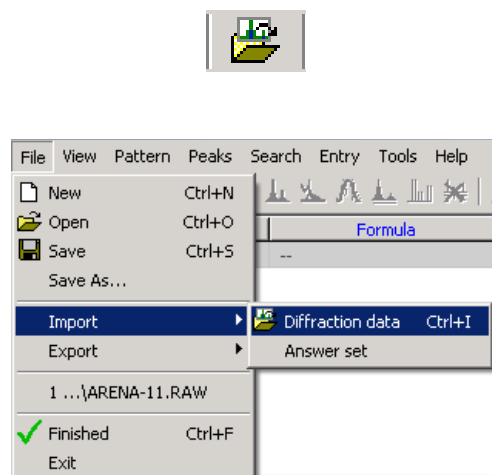 File View Pattern Peaks Search Entry Tools Help
New Ctrl+N
Open Ctrl+O
Formula
Save Ctrl+S
--
Save As...
Import
Diffraction data Ctrl+I
Export
Answer set
1 ...\ARENA-11.RAW
Finished Ctrl+F
Exit